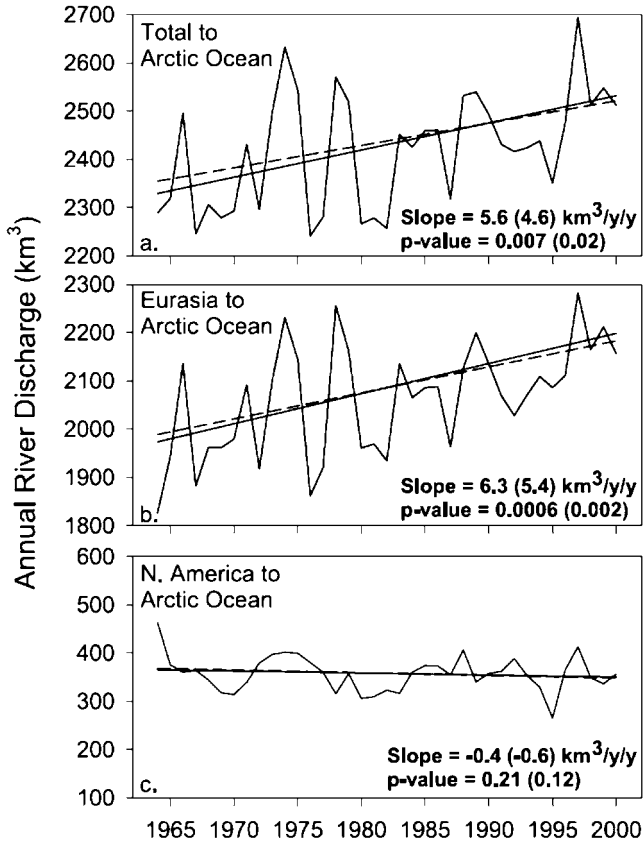 Annual River Discharge (km³)
Total to
Arctic Ocean
2700
2600
2500
2400
2300
2200
Slope = 5.6 (4.6) km³/y/y
p-value = 0.007 (0.02)
a.
Eurasia to
Arctic Ocean
2300
2200
2100
2000
1900
1800
Slope = 6.3 (5.4) km³/y/y
p-value = 0.0006 (0.002)
b.
N. America to
Arctic Ocean
600
500
400
300
200
100
Slope = -0.4 (-0.6) km³/y/y
p-value = 0.21 (0.12)
c.
1965 1970 1975 1980 1985 1990 1995 2000